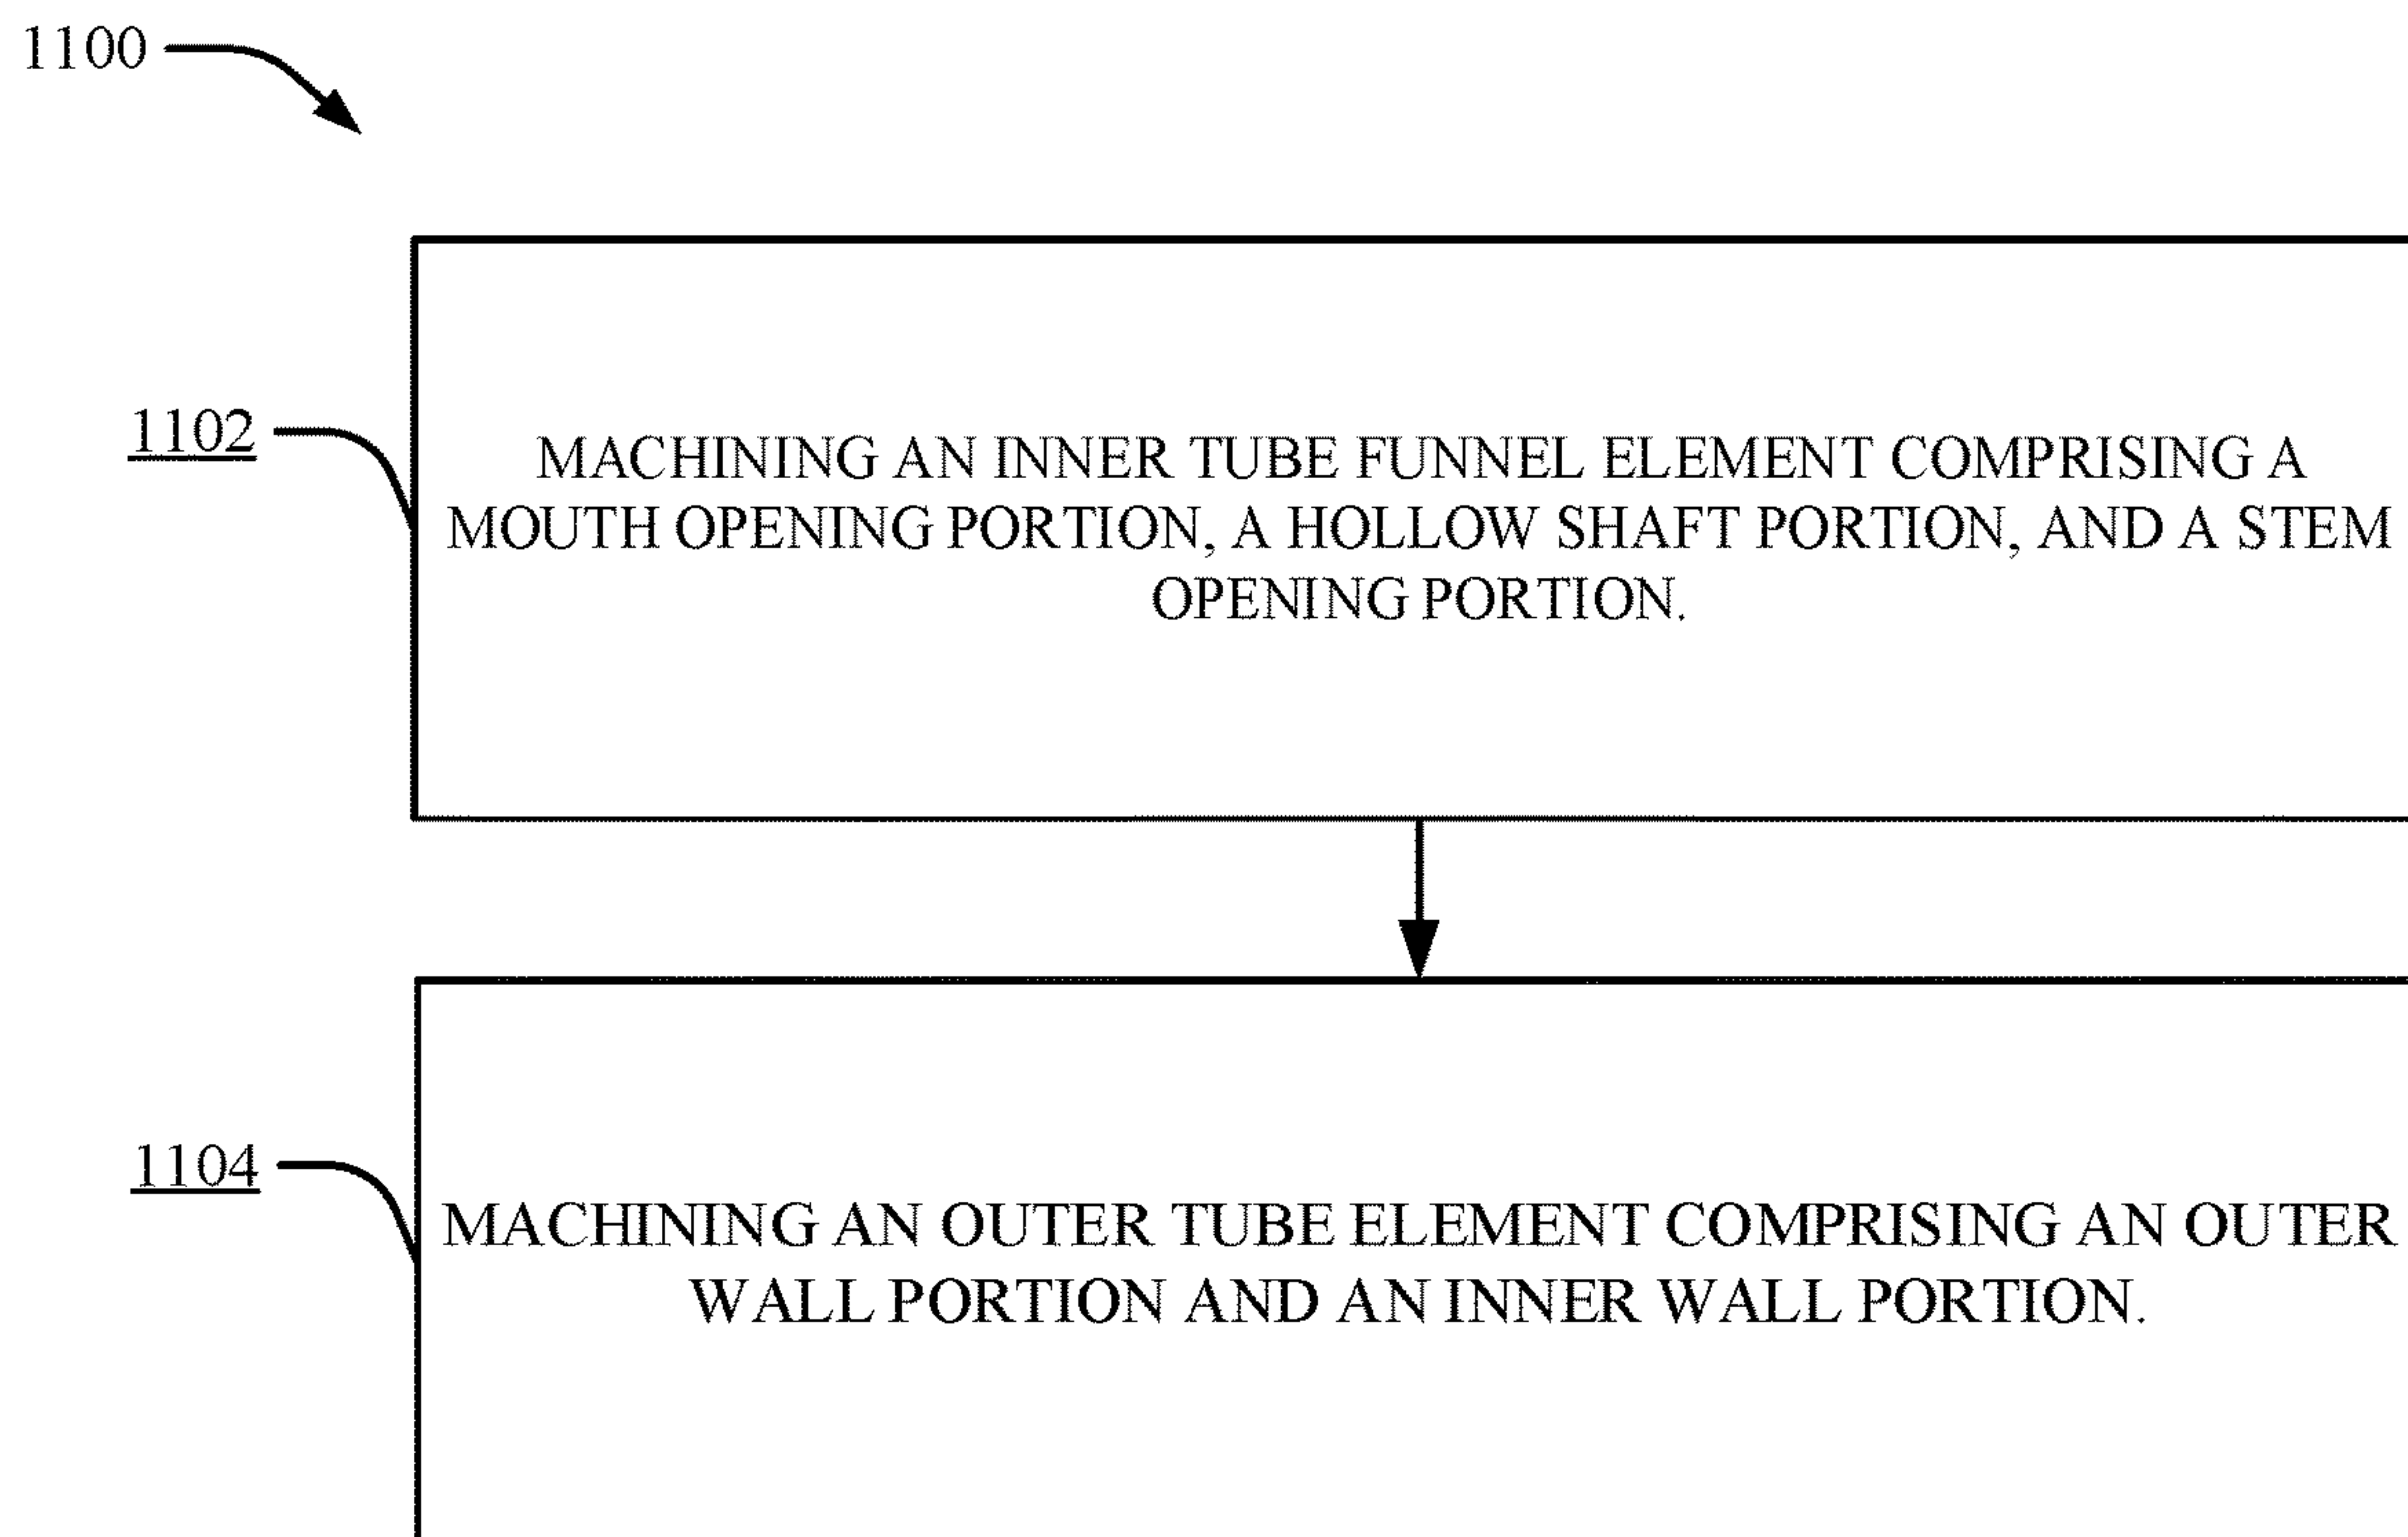 1100
1102
MACHINING AN INNER TUBE FUNNEL ELEMENT COMPRISING A
MOUTH OPENING PORTION, A HOLLOW SHAFT PORTION, AND A STEM
OPENING PORTION.
1104
MACHINING AN OUTER TUBE ELEMENT COMPRISING AN OUTER
WALL PORTION AND AN INNER WALL PORTION.